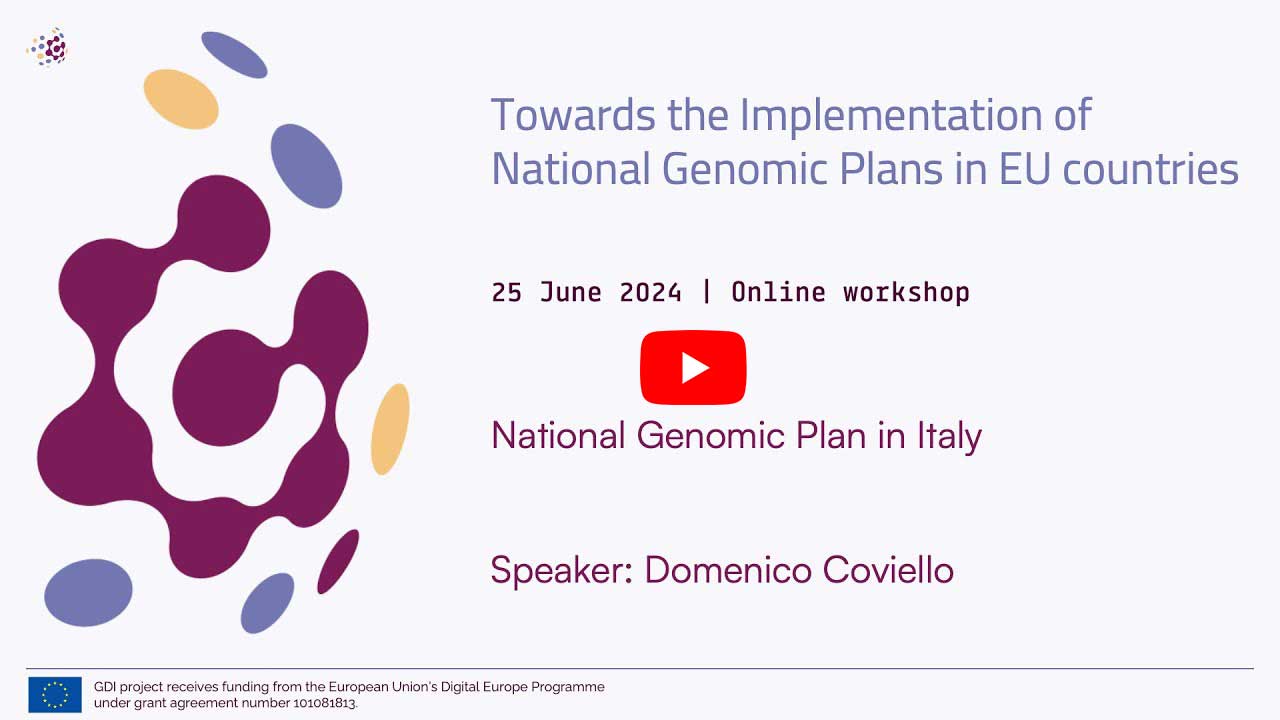 Towards the Implementation of
National Genomic Plans in EU countries
25 June 2024 | Online workshop
National Genomic Plan in Italy
Speaker: Domenico Coviello
GDI project receives funding from the European Union's Digital Europe Programme
under grant agreement number 101081813.